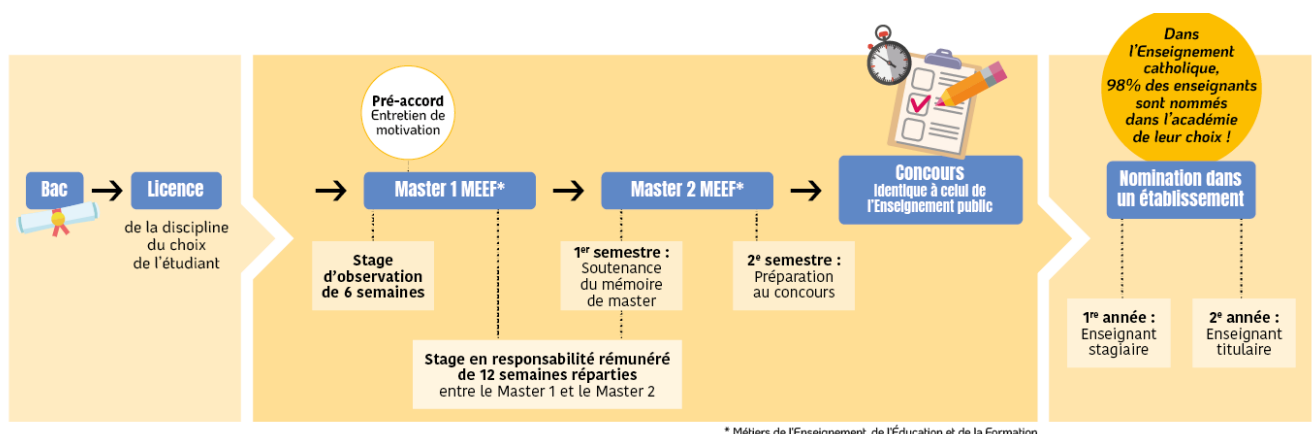 Bac
Licence
de la discipline
du choix
de l'étudiant
Pré-accord
Entretien de
motivation
Master 1 MEEF*
Stage
d'observation
de 6 semaines
Master 2 MEEF*
1er semestre :
Soutenance
du mémoire
de master
2e semestre :
Préparation
au concours
Stage en responsabilité rémunéré
de 12 semaines réparties
entre le Master 1 et le Master 2
Concours
Identique à celui de
l'Enseignement public
Dans
l'Enseignement
catholique,
98% des enseignants
sont nommés
dans l'académie
de leur choix !
Nomination dans
un établissement
1re année :
Enseignant
stagiaire
2e année :
Enseignant
titulaire
* Métiers de l'Enseignement, de l'Éducation et de la Formation